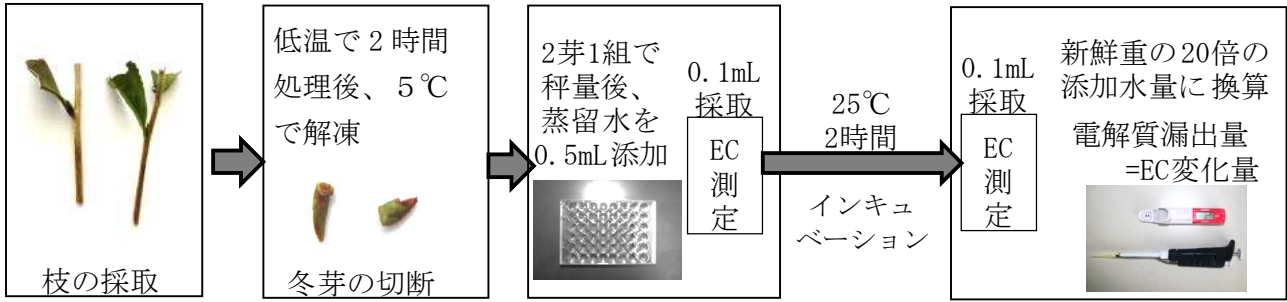 枝の採取
低温で２時間
処理後、５℃
で解凍
冬芽の切断
2芽1組で
秤量後、
蒸留水を
0.5mL添加
0.1mL
採取
EC
測
定
25℃
2時間
インキュ
ベーション
0.1mL
採取
EC
測
定
新鮮重の20倍の
添加水量に換算
電解質漏出量
=EC変化量